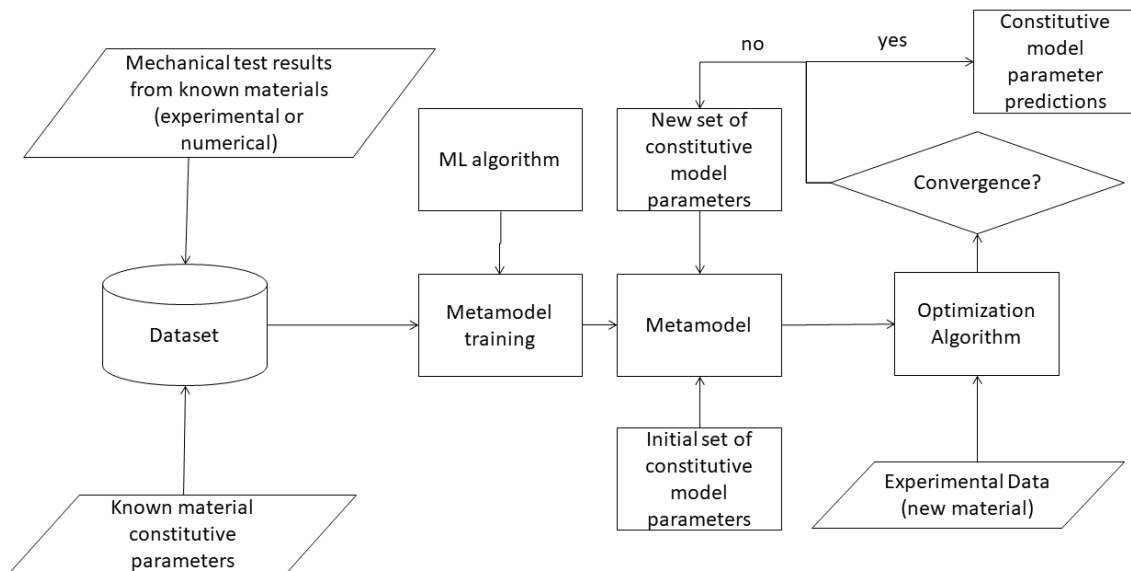 Mechanical test results
from known materials
(experimental or
numerical)
ML algorithm
no
yes
Constitutive
model
parameter
predictions
New set of
constitutive
model
parameters
Convergence?
Dataset
Metamodel
training
Metamodel
Optimization
Algorithm
Known material
constitutive
parameters
Initial set of
constitutive
model
parameters
Experimental Data
(new material)